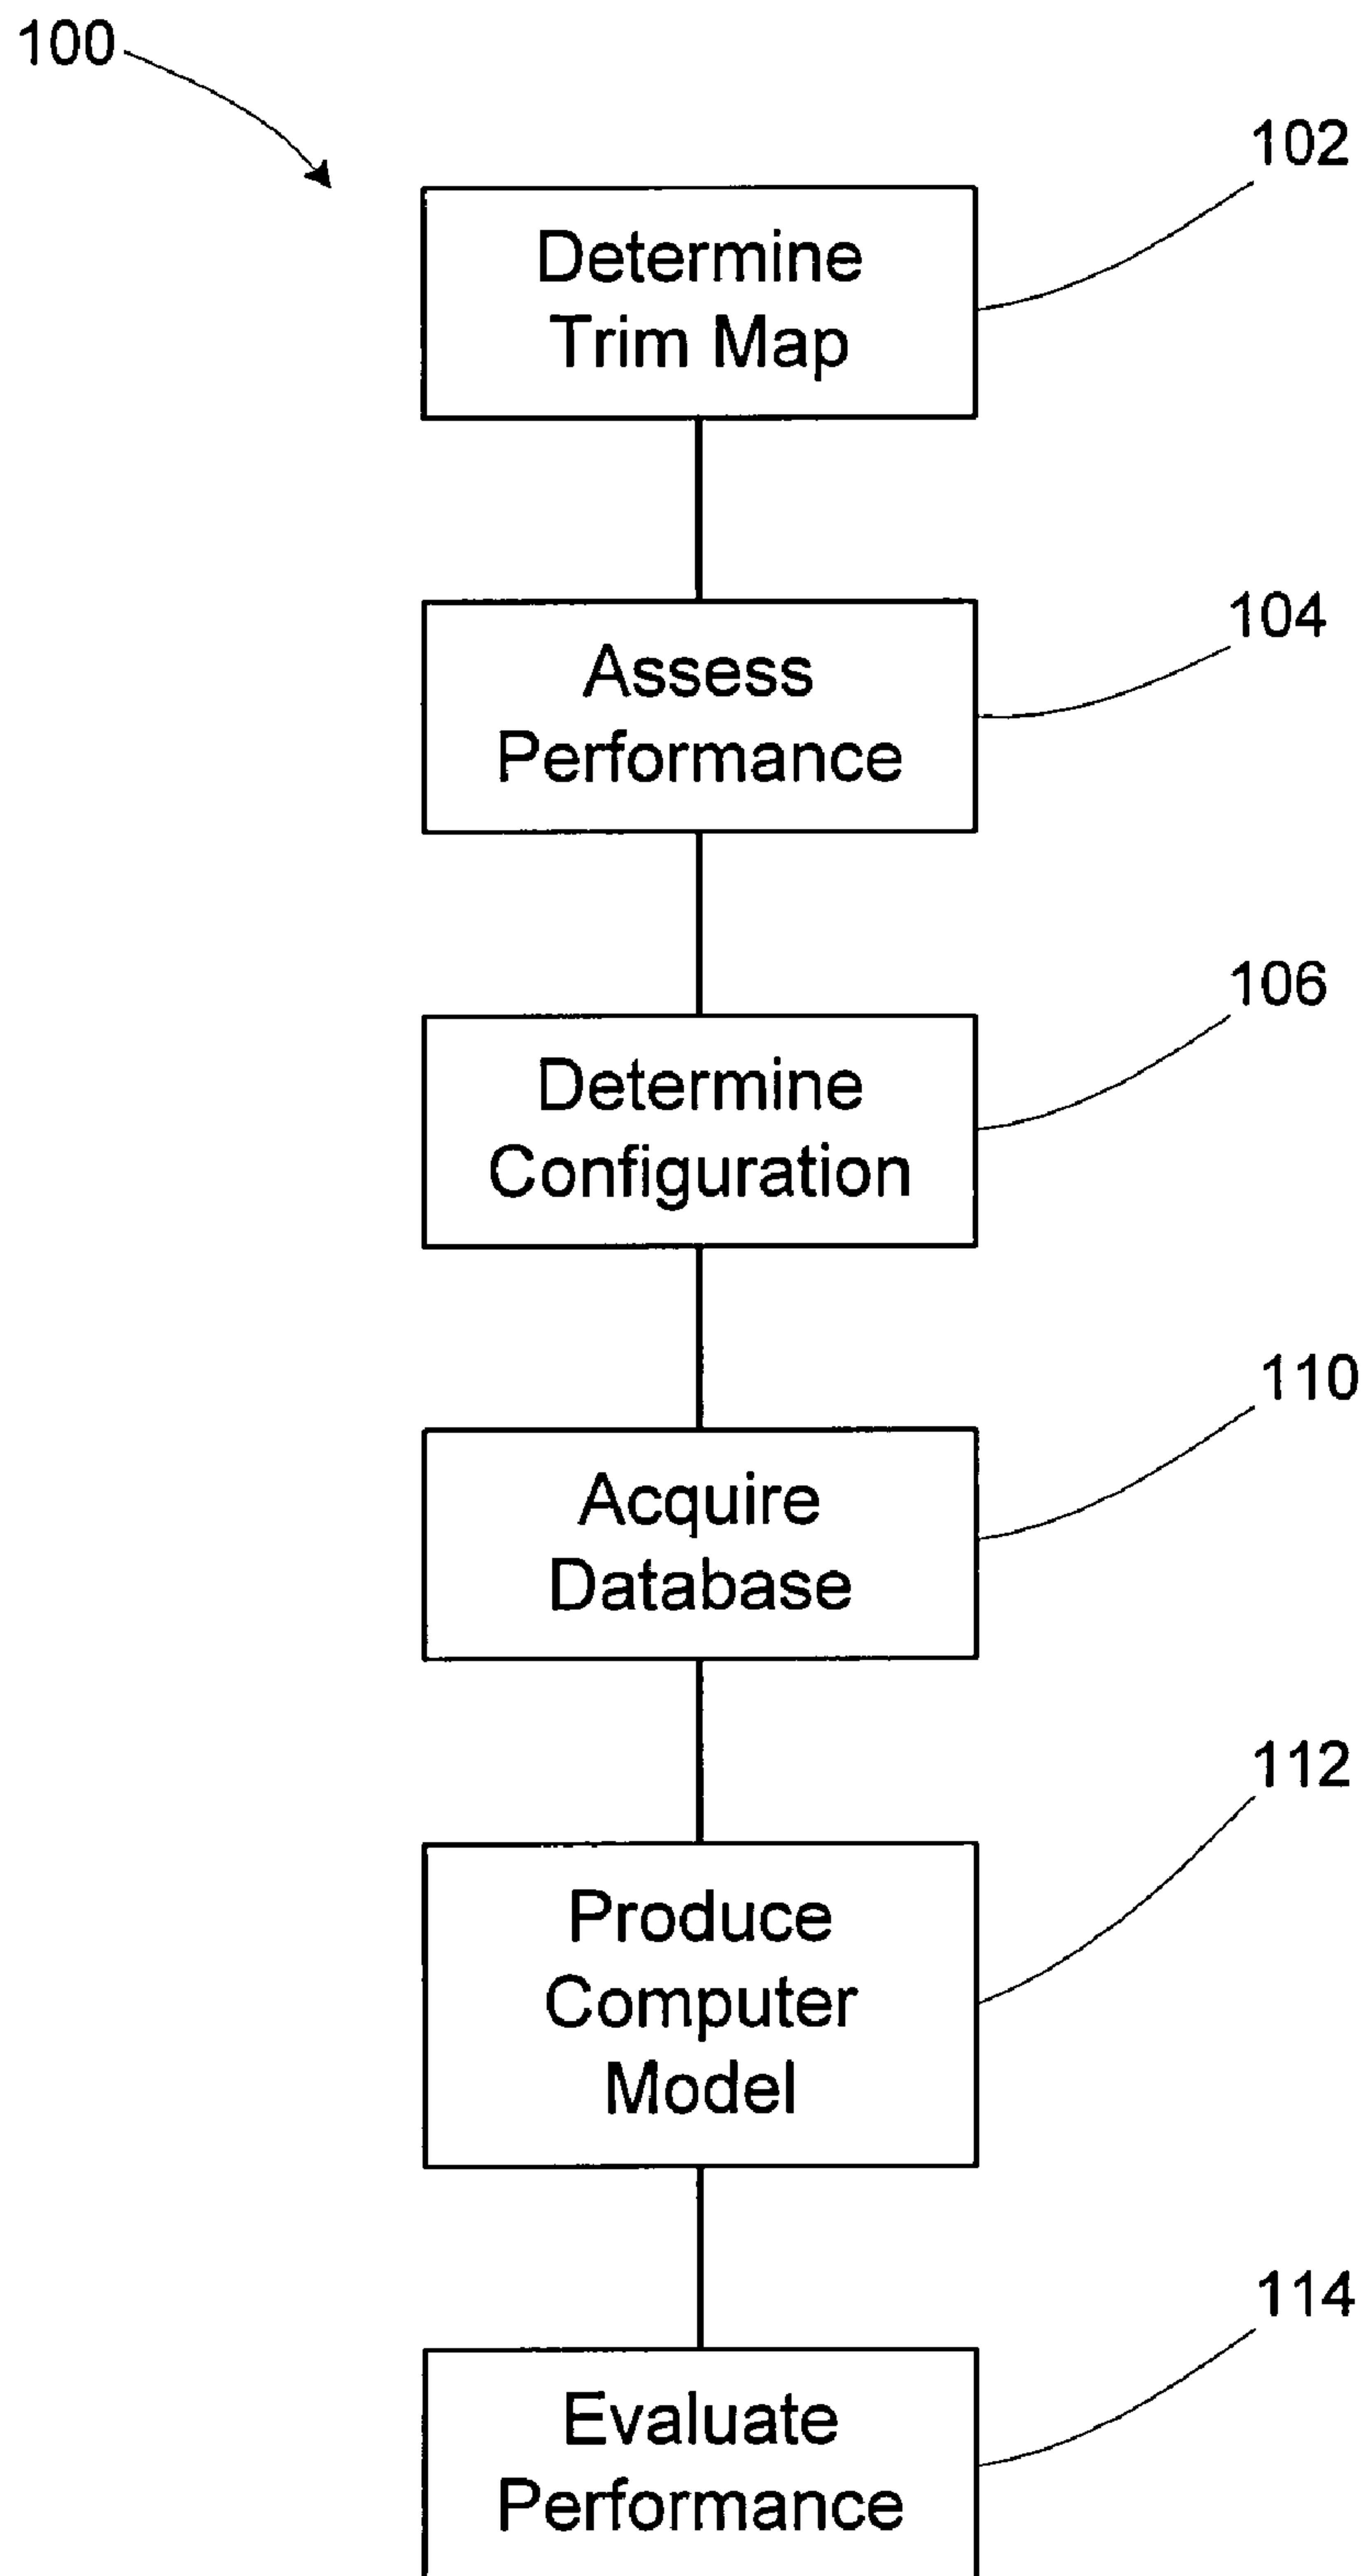 100
102
Determine
Trim Map
104
Assess
Performance
106
Determine
Configuration
110
Acquire
Database
112
Produce
Computer
Model
114
Evaluate
Performance